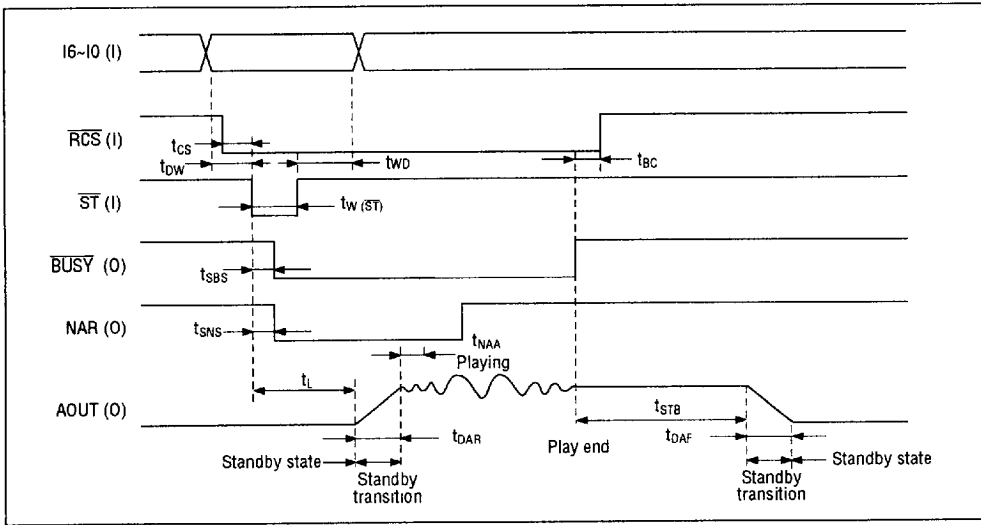 I6~I0 (I)
RCS (I)
tCS
tDW
tWD
tBC
ST (I)
tW (ST)
BUSY (O)
tSBS
NAR (O)
tSNS
tNAA
Playing
tL
AOUT (O)
tSTB
tDAR
Play end
tDAF
Standby state
Standby state
Standby
transition
Standby
transition